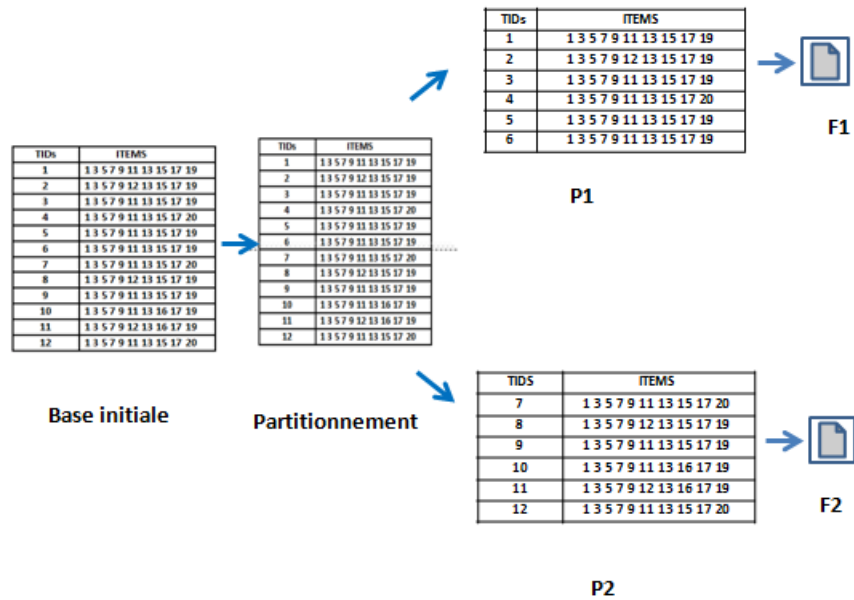 TIDs ITEMS
1 1 3 5 7 9 11 13 15 17 19
2 1 3 5 7 9 12 13 15 17 19
3 1 3 5 7 9 11 13 15 17 19
4 1 3 5 7 9 11 13 15 17 20
5 1 3 5 7 9 11 13 15 17 19
6 1 3 5 7 9 11 13 15 17 19
F1
P1
TIDs ITEMS
1 1 3 5 7 9 11 13 15 17 19
2 1 3 5 7 9 12 13 15 17 19
3 1 3 5 7 9 11 13 15 17 19
4 1 3 5 7 9 11 13 15 17 20
5 1 3 5 7 9 11 13 15 17 19
6 1 3 5 7 9 11 13 15 17 19
7 1 3 5 7 9 11 13 15 17 20
8 1 3 5 7 9 12 13 15 17 19
9 1 3 5 7 9 11 13 15 17 19
10 1 3 5 7 9 11 13 16 17 19
11 1 3 5 7 9 12 13 16 17 19
12 1 3 5 7 9 11 13 15 17 20
Base initiale
TIDs ITEMS
1 1 3 5 7 9 11 13 15 17 19
2 1 3 5 7 9 12 13 15 17 19
3 1 3 5 7 9 11 13 15 17 19
4 1 3 5 7 9 11 13 15 17 20
5 1 3 5 7 9 11 13 15 17 19
6 1 3 5 7 9 11 13 15 17 19
7 1 3 5 7 9 11 13 15 17 20
8 1 3 5 7 9 12 13 15 17 19
9 1 3 5 7 9 11 13 15 17 19
10 1 3 5 7 9 11 13 16 17 19
11 1 3 5 7 9 12 13 16 17 19
12 1 3 5 7 9 11 13 15 17 20
Partitionnement
TIDS ITEMS
7 1 3 5 7 9 11 13 15 17 20
8 1 3 5 7 9 12 13 15 17 19
9 1 3 5 7 9 11 13 15 17 19
10 1 3 5 7 9 11 13 16 17 19
11 1 3 5 7 9 12 13 16 17 19
12 1 3 5 7 9 11 13 15 17 20
F2
P2